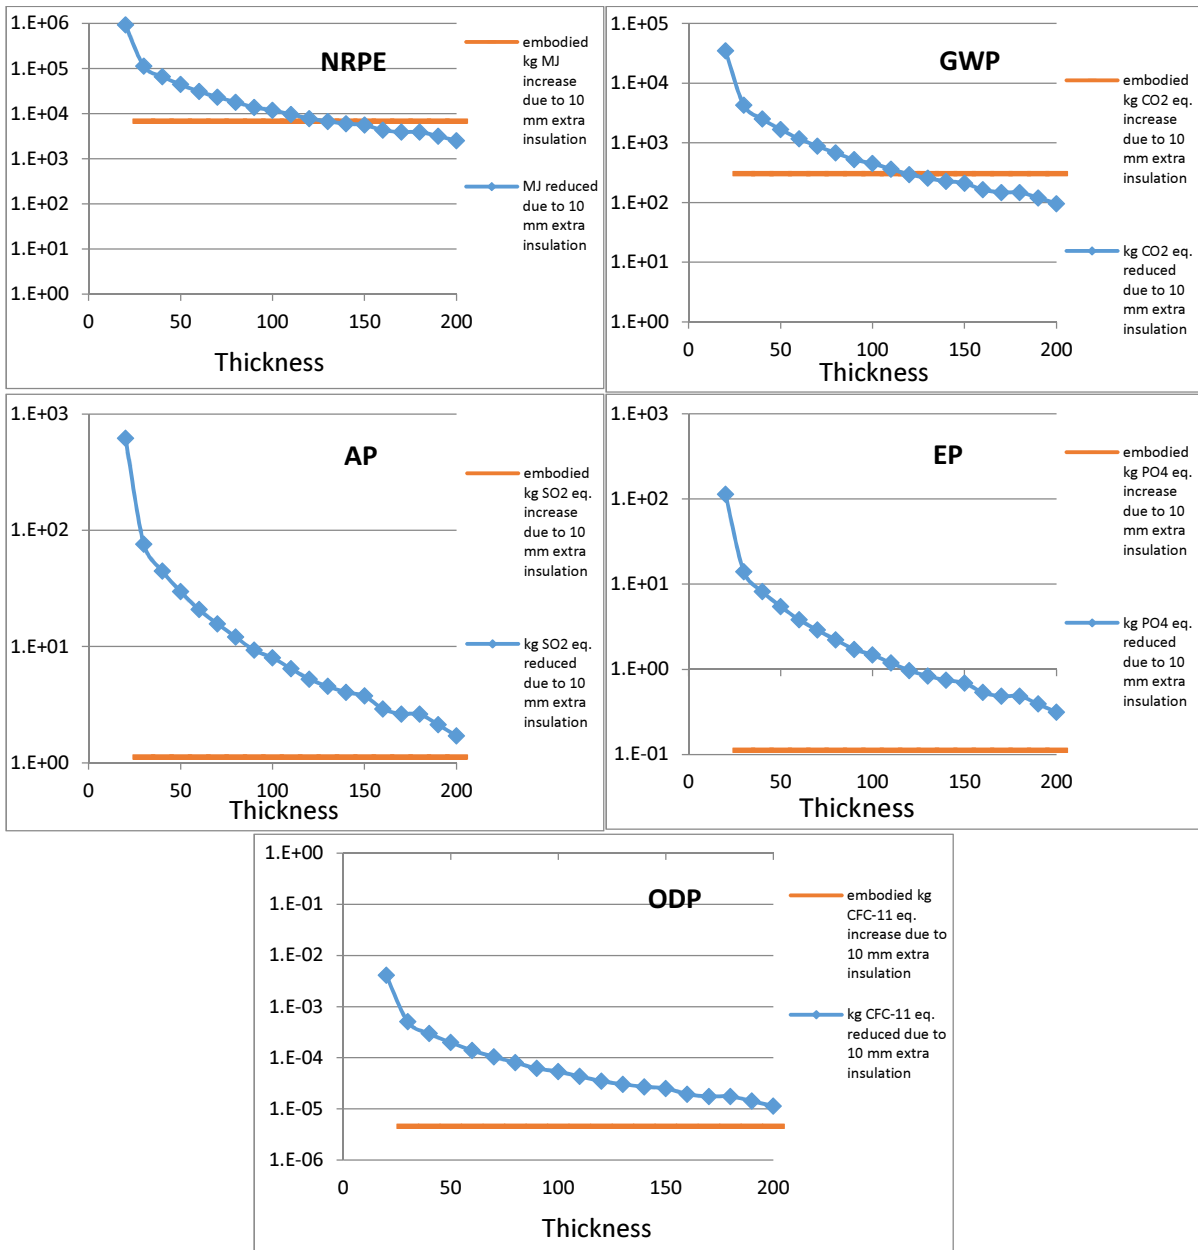 NRPE
1.E+06
1.E+05
1.E+04
1.E+03
1.E+02
1.E+01
1.E+00
0
50
100
150
200
Thickness
embodied
kg MJ
increase
due to 10
mm extra
insulation
MJ reduced
due to 10
mm extra
insulation
GWP
1.E+05
1.E+04
1.E+03
1.E+02
1.E+01
1.E+00
0
50
100
150
200
Thickness
embodied
kg CO2 eq.
increase
due to 10
mm extra
insulation
kg CO2 eq.
reduced
due to 10
mm extra
insulation
AP
1.E+03
1.E+02
1.E+01
1.E+00
0
50
100
150
200
Thickness
embodied
kg SO2 eq.
increase
due to 10
mm extra
insulation
kg SO2 eq.
reduced
due to 10
mm extra
insulation
EP
1.E+03
1.E+02
1.E+01
1.E+00
1.E-01
0
50
100
150
200
Thickness
embodied
kg PO4 eq.
increase
due to 10
mm extra
insulation
kg PO4 eq.
reduced
due to 10
mm extra
insulation
ODP
1.E+00
1.E-01
1.E-02
1.E-03
1.E-04
1.E-05
1.E-06
0
50
100
150
200
Thickness
embodied kg
CFC-11 eq.
increase due to
10 mm extra
insulation
kg CFC-11 eq.
reduced due to
10 mm extra
insulation